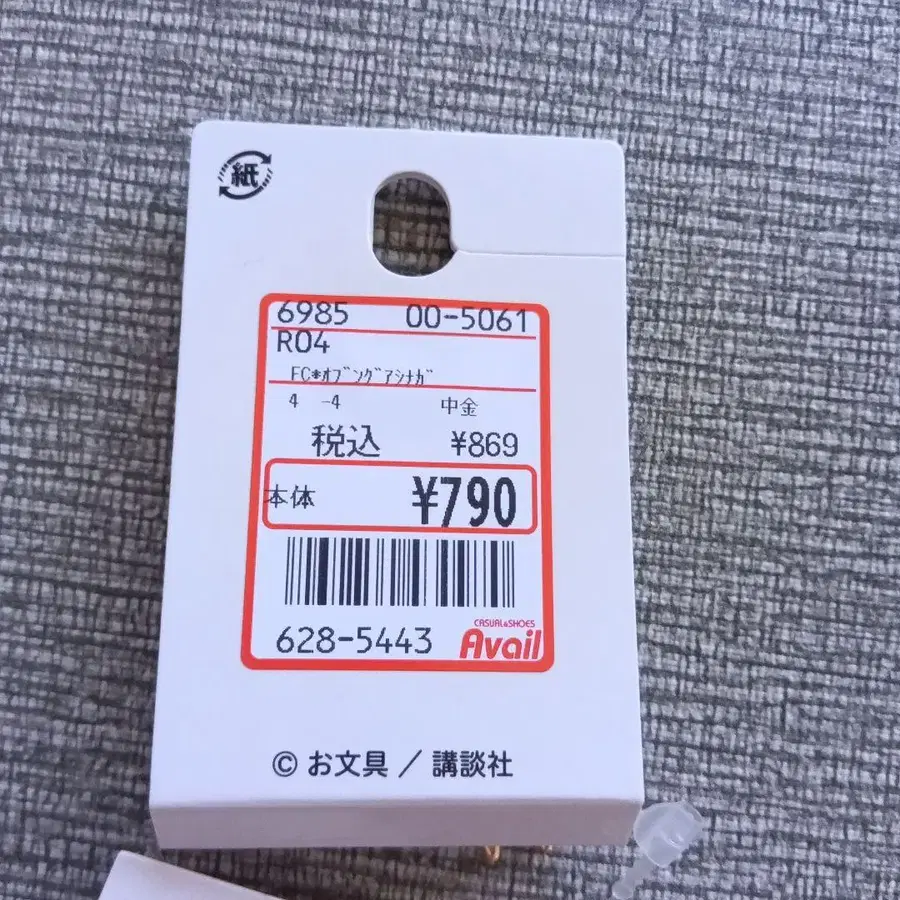 紙
6985 00-5061
R04
FC*ｵﾌﾞﾝｸﾞｱｼﾅｶﾞ
4 -4 中金
税込 ¥869
本体 ¥790
628-5443
CASUAL&SHOES
Avail
© お文具 / 講談社